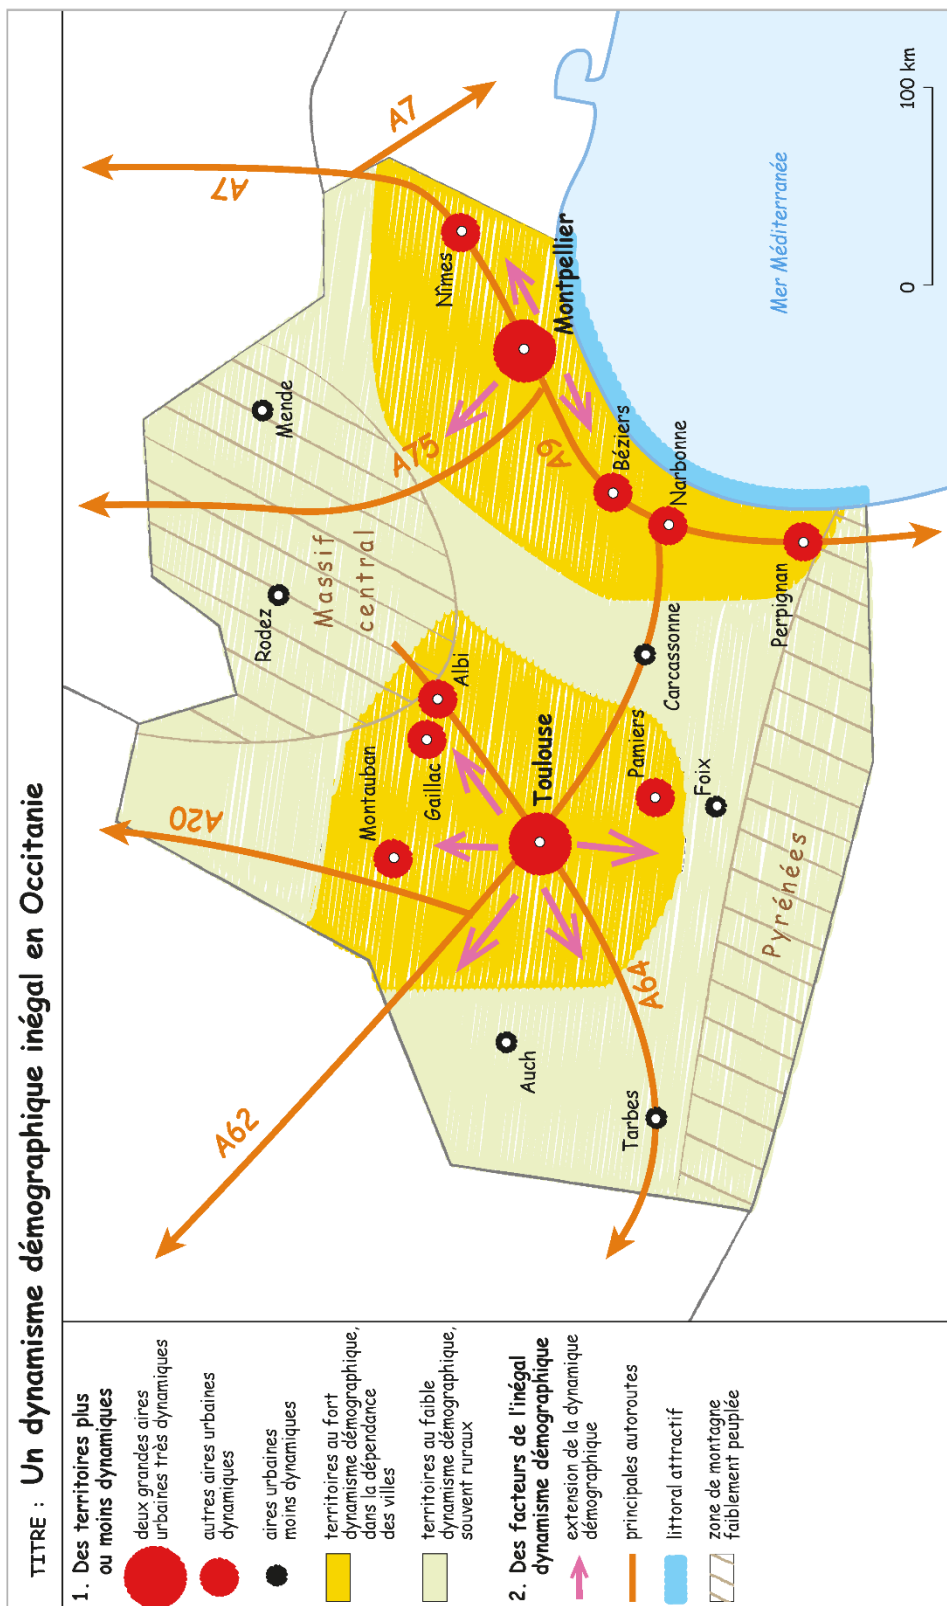 TITRE : Un dynamisme démographique inégal en Occitanie
1. Des territoires plus
ou moins dynamiques
deux grandes aires
urbaines très dynamiques
autres aires urbaines
dynamiques
aires urbaines
moins dynamiques
territoires au fort
dynamisme démographique,
dans la dépendance
des villes
territoires au faible
dynamisme démographique,
souvent ruraux
2. Des facteurs de l'inégal
dynamisme démographique
extension de la dynamique
démographique
principales autoroutes
littoral attractif
zone de montagne
faiblement peuplée
A62
A20
A7
A7
A75
A9
A64
Mende
Rodez
Massif
central
Nîmes
Montpellier
Béziers
Narbonne
Perpignan
Carcassonne
Albi
Gaillac
Montauban
Toulouse
Pamiers
Foix
Auch
Tarbes
Pyrénées
Mer Méditerranée
0 100 km